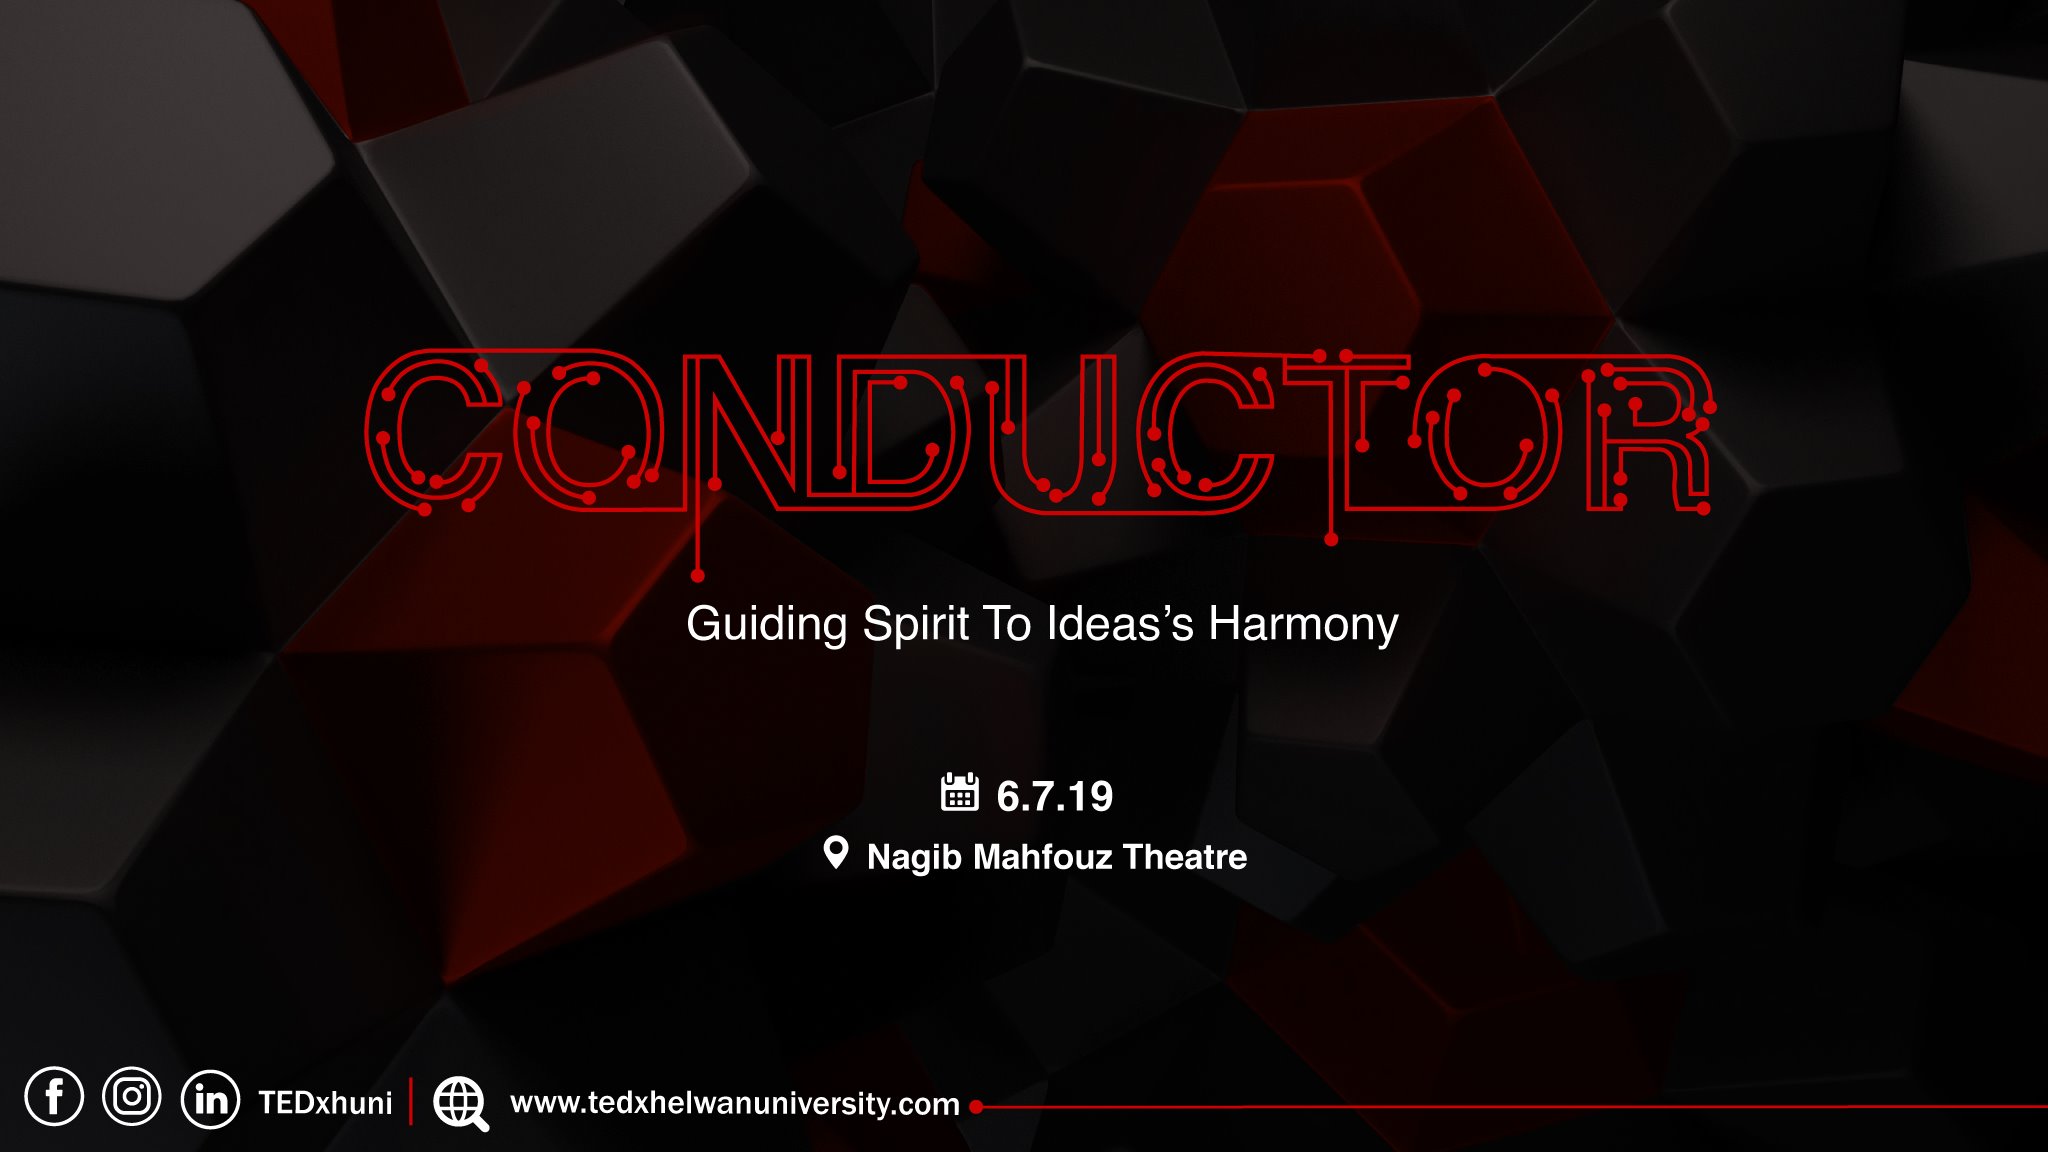 CONDUCTOR
Guiding Spirit To Ideas’s Harmony
6.7.19
Nagib Mahfouz Theatre
TEDxhuni
www.tedxhelwanuniversity.com